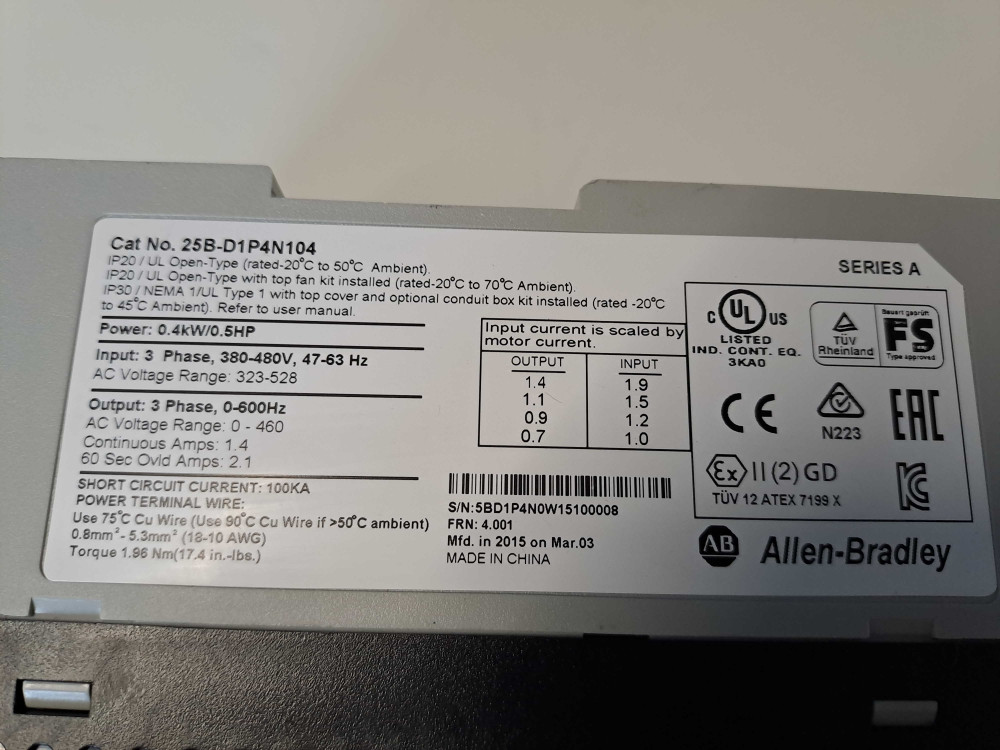 Cat No. 25B-D1P4N104
IP20 / UL Open-Type (rated-20°C to 50°C Ambient).
IP20 / UL Open-Type with top fan kit installed (rated-20°C to 70°C Ambient).
IP30 / NEMA 1/UL Type 1 with top cover and optional conduit box kit installed (rated -20°C
to 45°C Ambient). Refer to user manual.
Power: 0.4kW/0.5HP
Input: 3 Phase, 380-480V, 47-63 Hz
AC Voltage Range: 323-528
Output: 3 Phase, 0-600Hz
AC Voltage Range: 0 - 460
Continuous Amps: 1.4
60 Sec Ovld Amps: 2.1
SHORT CIRCUIT CURRENT: 100KA
POWER TERMINAL WIRE:
Use 75°C Cu Wire (Use 90°C Cu Wire if >50°C ambient)
0.8mm² - 5.3mm² (18-10 AWG)
Torque 1.96 Nm(17.4 in.-lbs.)
Input current is scaled by
motor current.
OUTPUT INPUT
1.4 1.9
1.1 1.5
0.9 1.2
0.7 1.0
S/N:5BD1P4N0W15100008
FRN: 4.001
Mfd. in 2015 on Mar.03
MADE IN CHINA
SERIES A
C UL US
LISTED
IND. CONT. EQ.
3KA0
TÜV
Rheinland
Bauart geprüft
FS
Type approved
CE
N223
EAC
Ex II (2) GD
TÜV 12 ATEX 7199 X
AB Allen-Bradley